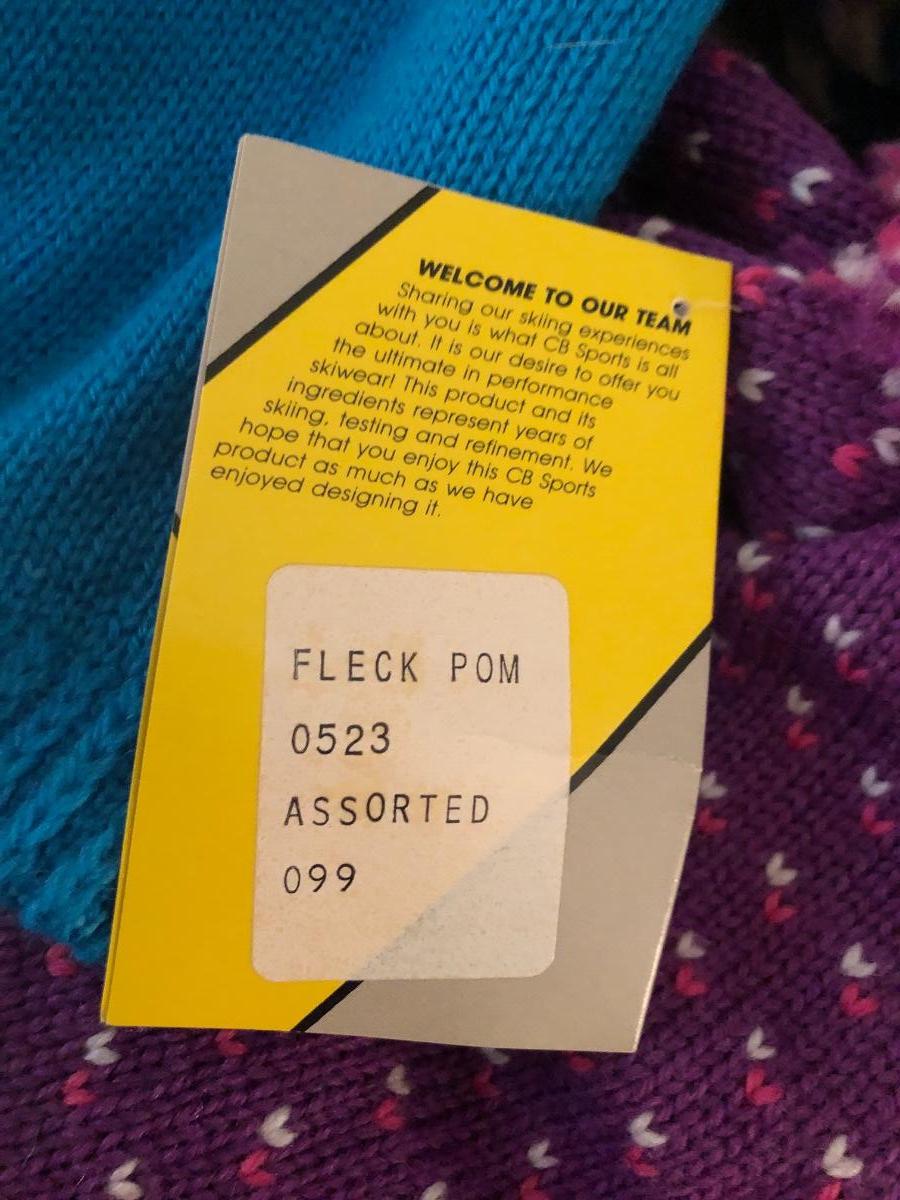 WELCOME TO OUR TEAM
Sharing our skiing experiences
with you is what CB Sports is all
about. It is our desire to offer you
the ultimate in performance
skiwear! This product and its
ingredients represent years of
skiing, testing and refinement. We
hope that you enjoy this CB Sports
product as much as we have
enjoyed designing it.
FLECK POM
0523
ASSORTED
099